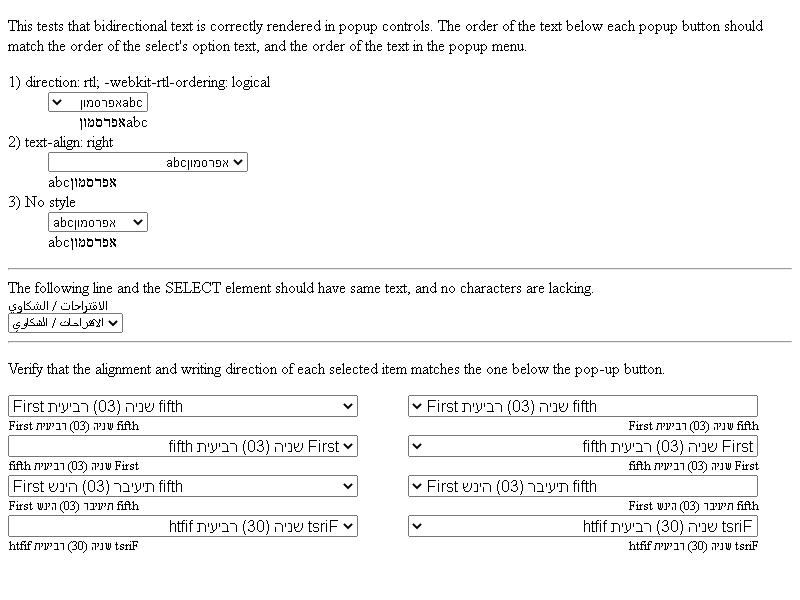 This tests that bidirectional text is correctly rendered in popup controls. The order of the text below each popup button should
match the order of the select's option text, and the order of the text in the popup menu.
1) direction: rtl; -webkit-rtl-ordering: logical
abcאפרסמון
abcאפרסמון
2) text-align: right
abcאפרסמון
abcאפרסמון
3) No style
abcאפרסמון
abcאפרסמון
The following line and the SELECT element should have same text, and no characters are lacking.
الاقتراحات / الشكاوي
الاقتراحات / الشكاوي
Verify that the alignment and writing direction of each selected item matches the one below the pop-up button.
First שניה (03) רביעית fifth First שניה (03) רביעית fifth
First שניה (03) רביעית fifth First שניה (03) רביעית fifth
First שניה (03) רביעית fifth First שניה (03) רביעית fifth
First שניה (03) רביעית fifth First שניה (03) רביעית fifth
First תיעיבר (03) הינש fifth First תיעיבר (03) הינש fifth
First תיעיבר (03) הינש fifth First תיעיבר (03) הינש fifth
tsriF שניה (30) רביעית htfif tsriF שניה (30) רביעית htfif
tsriF שניה (30) רביעית htfif tsriF שניה (30) רביעית htfif